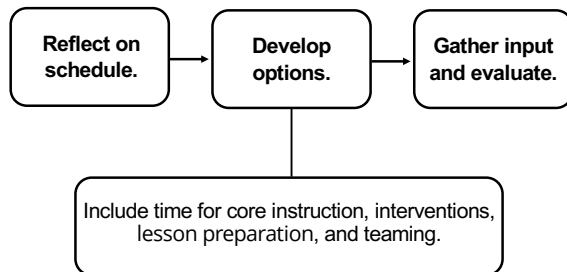 Reflect on
schedule.
Develop
options.
Gather input
and evaluate.
Include time for core instruction, interventions,
lesson preparation, and teaming.